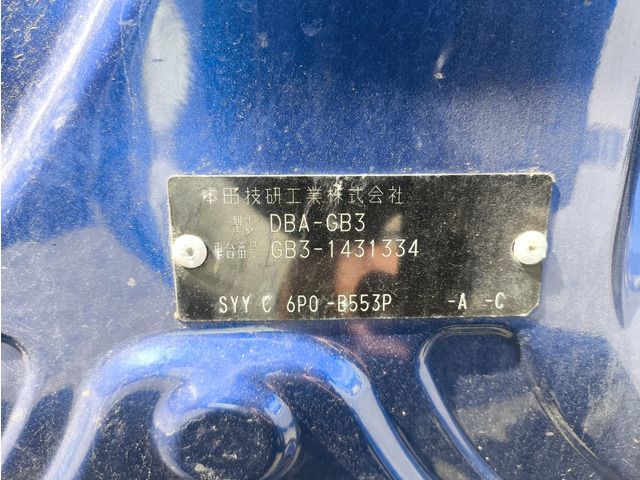 本田技研工業株式会社
型式 DBA-GB3
車台番号 GB3-1431334
SYY C 6P0 -B553P -A -C